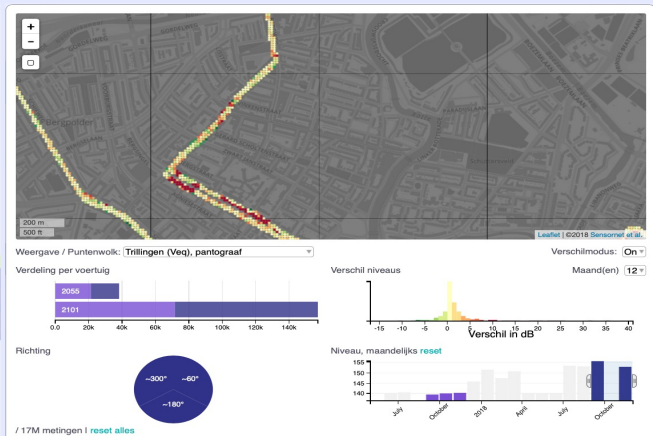 +
−
Bergpolder
200 m
500 ft
Leaflet | ©2018 Sensornet et al.
Weergave / Puntenwolk: Trillingen (Veq), pantograaf
Verschilmodus: On
Verdeling per voertuig
Verschil niveaus
Maand(en) 12
2055
2101
0.0 20k 40k 60k 80k 100k 120k 140k
-15 -10 -5 0 5 10 15 20 25 30 35 40
Verschil in dB
Richting
Niveau, maandelijks reset
~300° ~60°
~180°
155
150
145
140
July October 2018 April July October
/ 17M metingen | reset alles